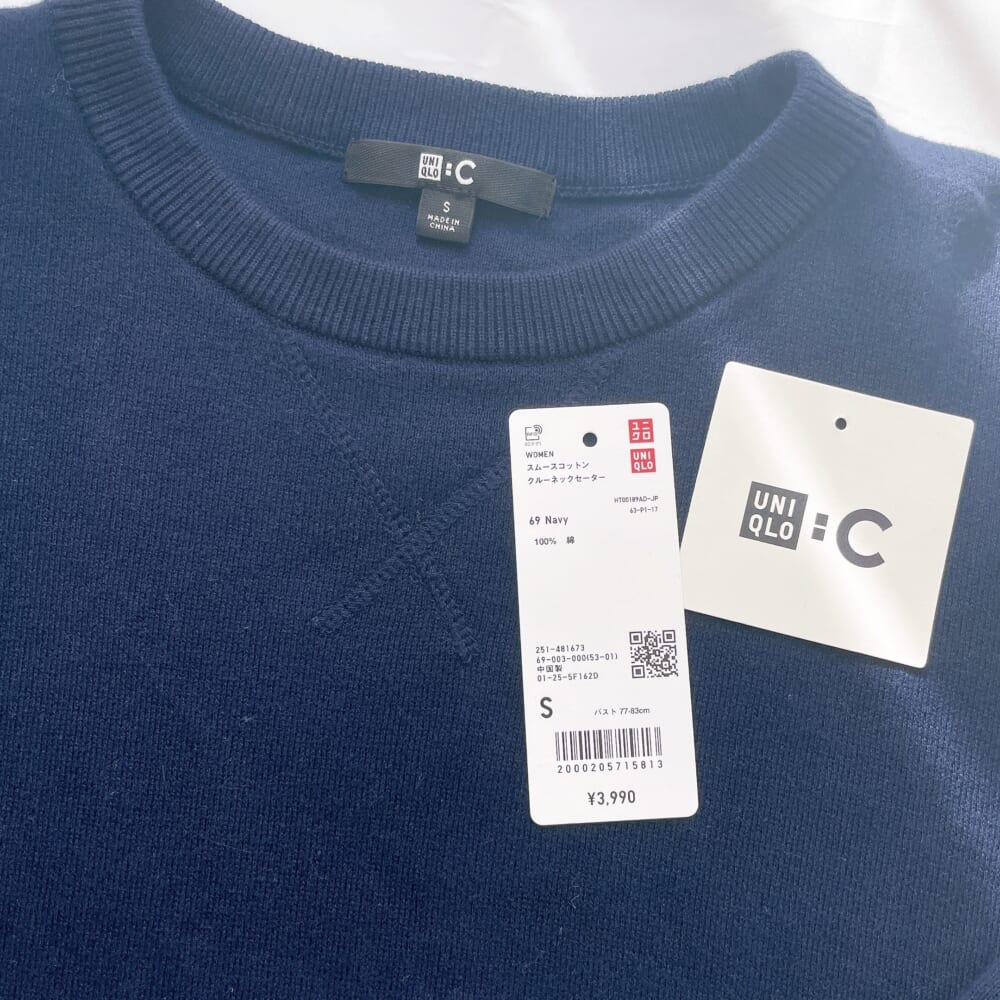 UNI
QLO : C
S
MADE IN
CHINA
WOMEN
スムースコットン
クルーネックセーター
ユニ
クロ
UNI
QLO
HT00189AD-JP
63-P1-17
69 Navy
100% 綿
251-481673
69-003-000(53-01)
中国製
01-25-5F162D
S
バスト 77-83cm
2000205715813
¥3,990
UNI
QLO : C